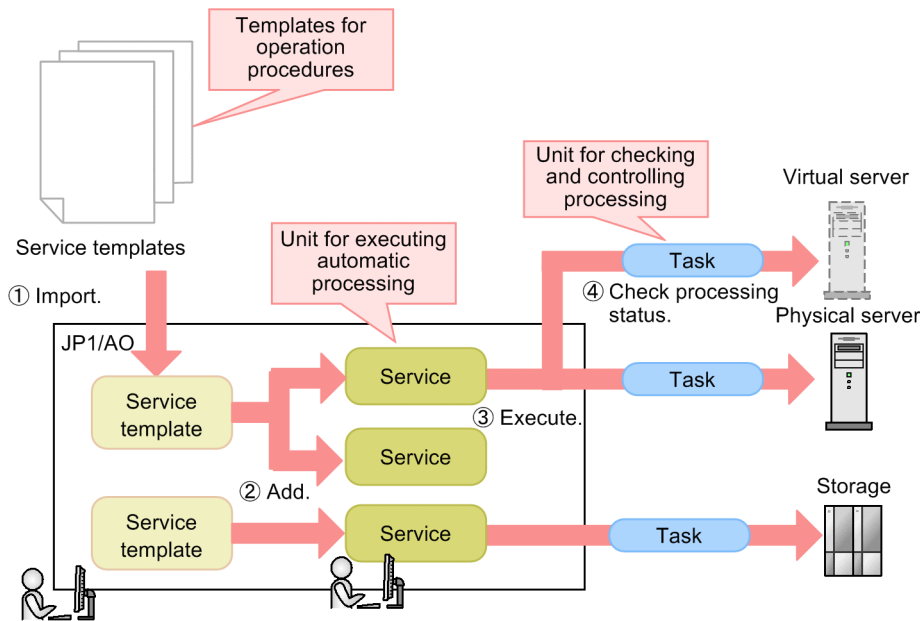 Templates for
operation
procedures
Service templates
① Import.
Unit for executing
automatic
processing
Unit for checking
and controlling
processing
Virtual server
Task
④ Check processing
status.
Physical server
JP1/AO
Service
template
Service
③ Execute.
Task
Service
② Add.
Storage
Service
template
Service
Task